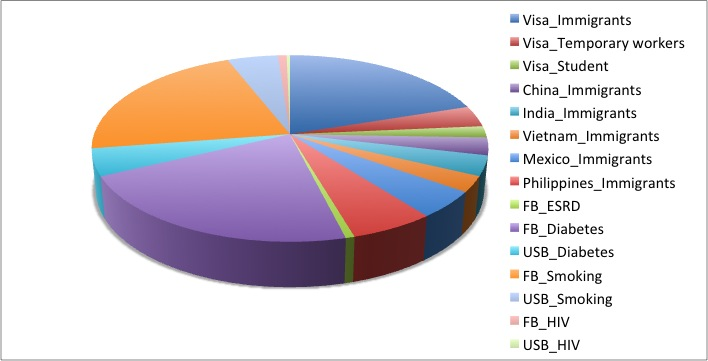 Visa_Immigrants
Visa_Temporary workers
Visa_Student
China_Immigrants
India_Immigrants
Vietnam_Immigrants
Mexico_Immigrants
Philippines_Immigrants
FB_ESRD
FB_Diabetes
USB_Diabetes
FB_Smoking
USB_Smoking
FB_HIV
USB_HIV